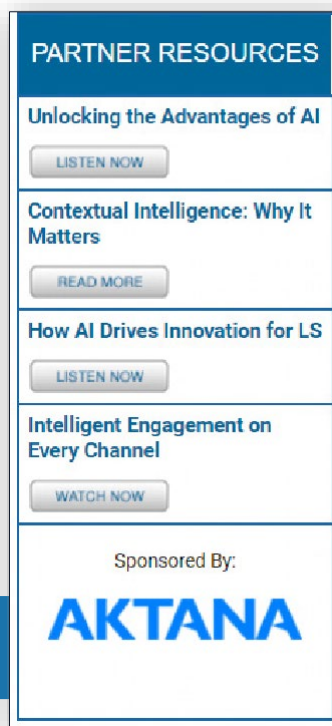 PARTNER RESOURCES
Unlocking the Advantages of AI
LISTEN NOW
Contextual Intelligence: Why It
Matters
READ MORE
How AI Drives Innovation for LS
LISTEN NOW
Intelligent Engagement on
Every Channel
WATCH NOW
Sponsored By:
AKTANA